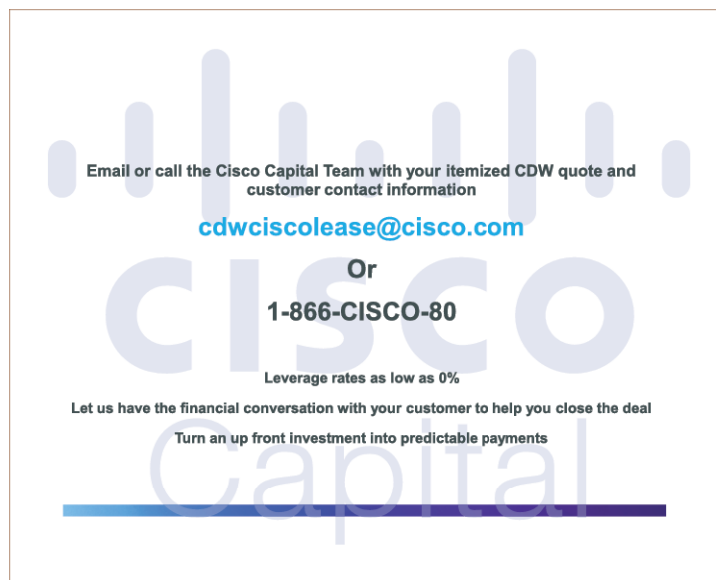 Email or call the Cisco Capital Team with your itemized CDW quote and
customer contact information
cdwciscolease@cisco.com
Or
1-866-CISCO-80
CISCO
Leverage rates as low as 0%
Let us have the financial conversation with your customer to help you close the deal
Turn an up front investment into predictable payments
Capital